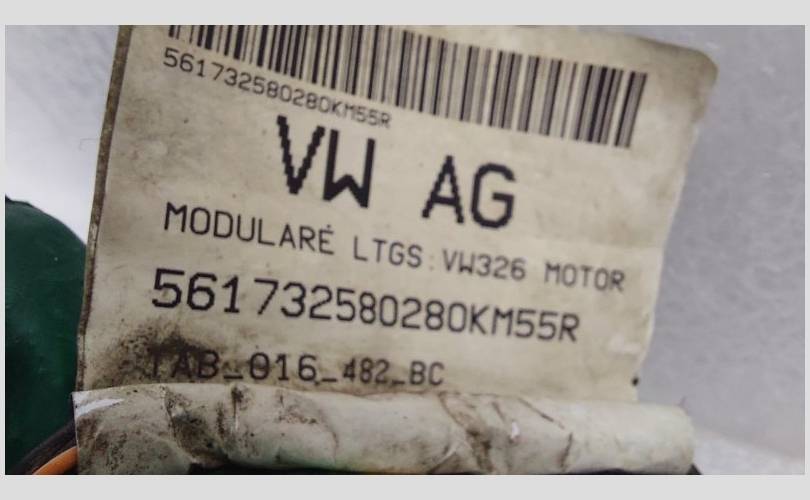 561732580280KM55R
VW AG
MODULARE LTGS.VW326 MOTOR
561732580280KM55R
TAB_016_482_BC